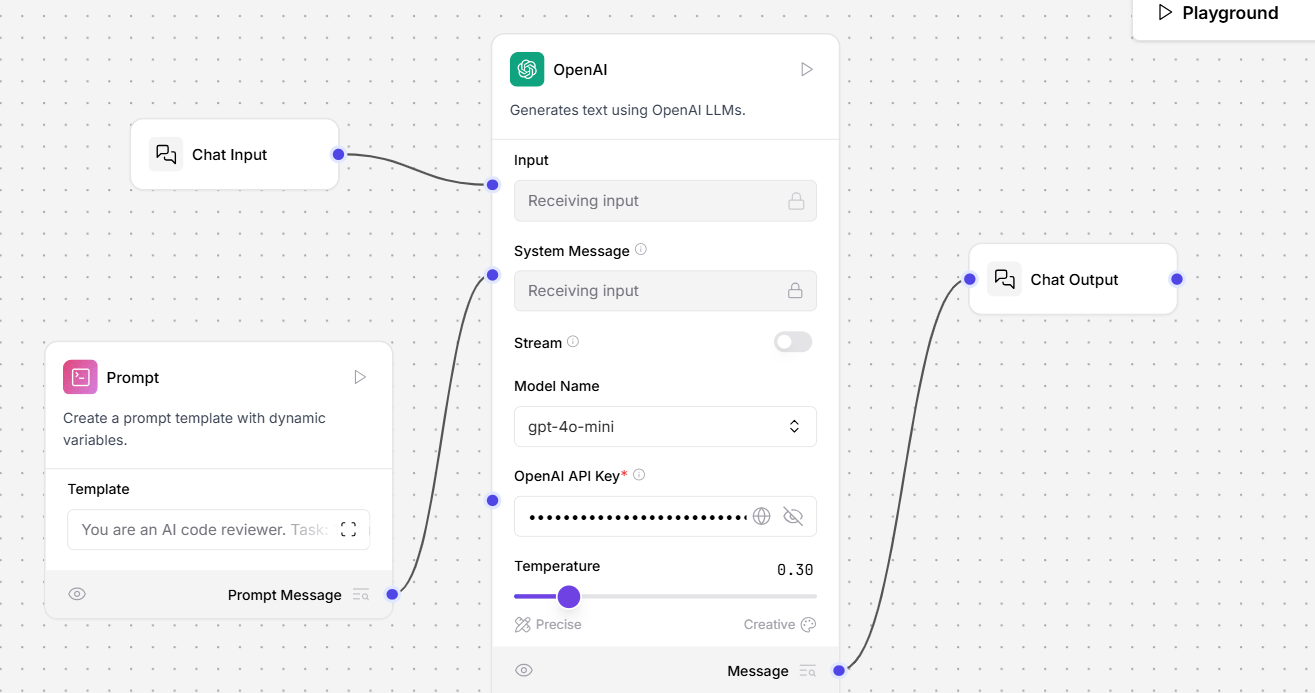 Playground
OpenAI
Generates text using OpenAI LLMs.
Chat Input
Input
Receiving input
System Message
Receiving input
Chat Output
Stream
Model Name
gpt-4o-mini
Prompt
Create a prompt template with dynamic
variables.
Template
You are an AI code reviewer. Task:
Prompt Message
OpenAI API Key*
Temperature
0.30
Precise
Creative
Message